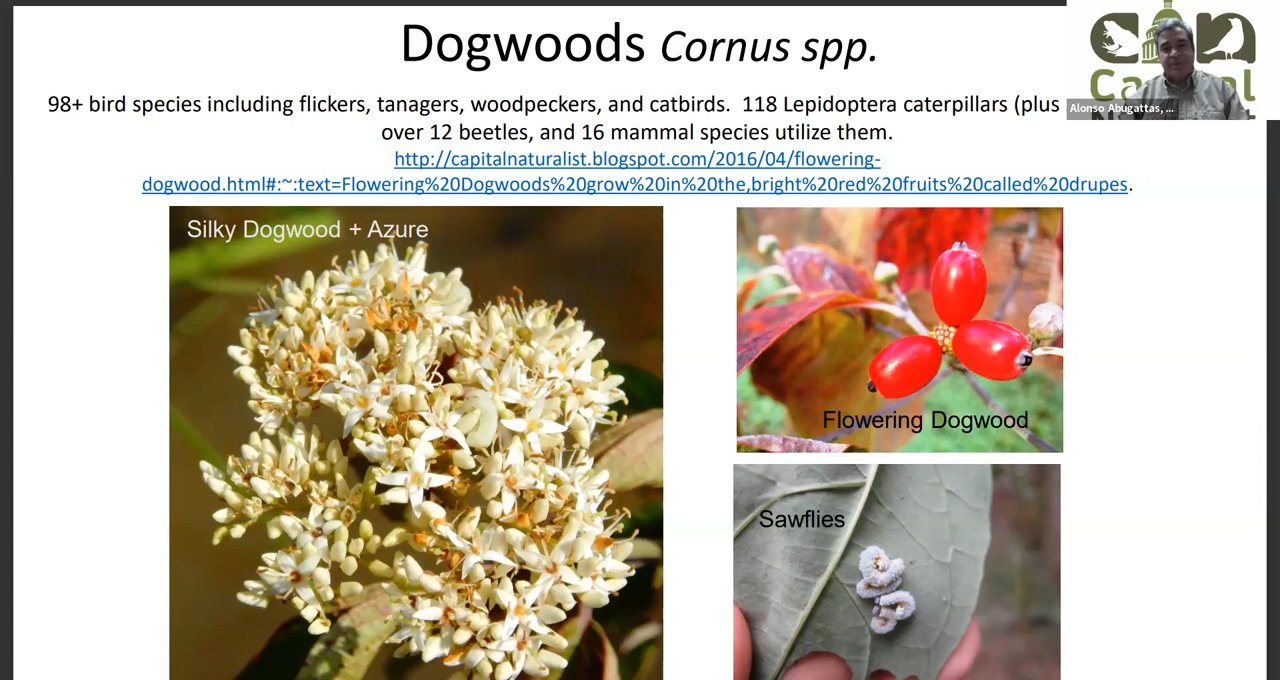 Dogwoods Cornus spp.
98+ bird species including flickers, tanagers, woodpeckers, and catbirds.  118 Lepidoptera caterpillars (plus
over 12 beetles, and 16 mammal species utilize them.
http://capitalnaturalist.blogspot.com/2016/04/flowering-
dogwood.html#:~:text=Flowering%20Dogwoods%20grow%20in%20the,bright%20red%20fruits%20called%20drupes.
Alonso Abugattas, ...
Silky Dogwood + Azure
Flowering Dogwood
Sawflies